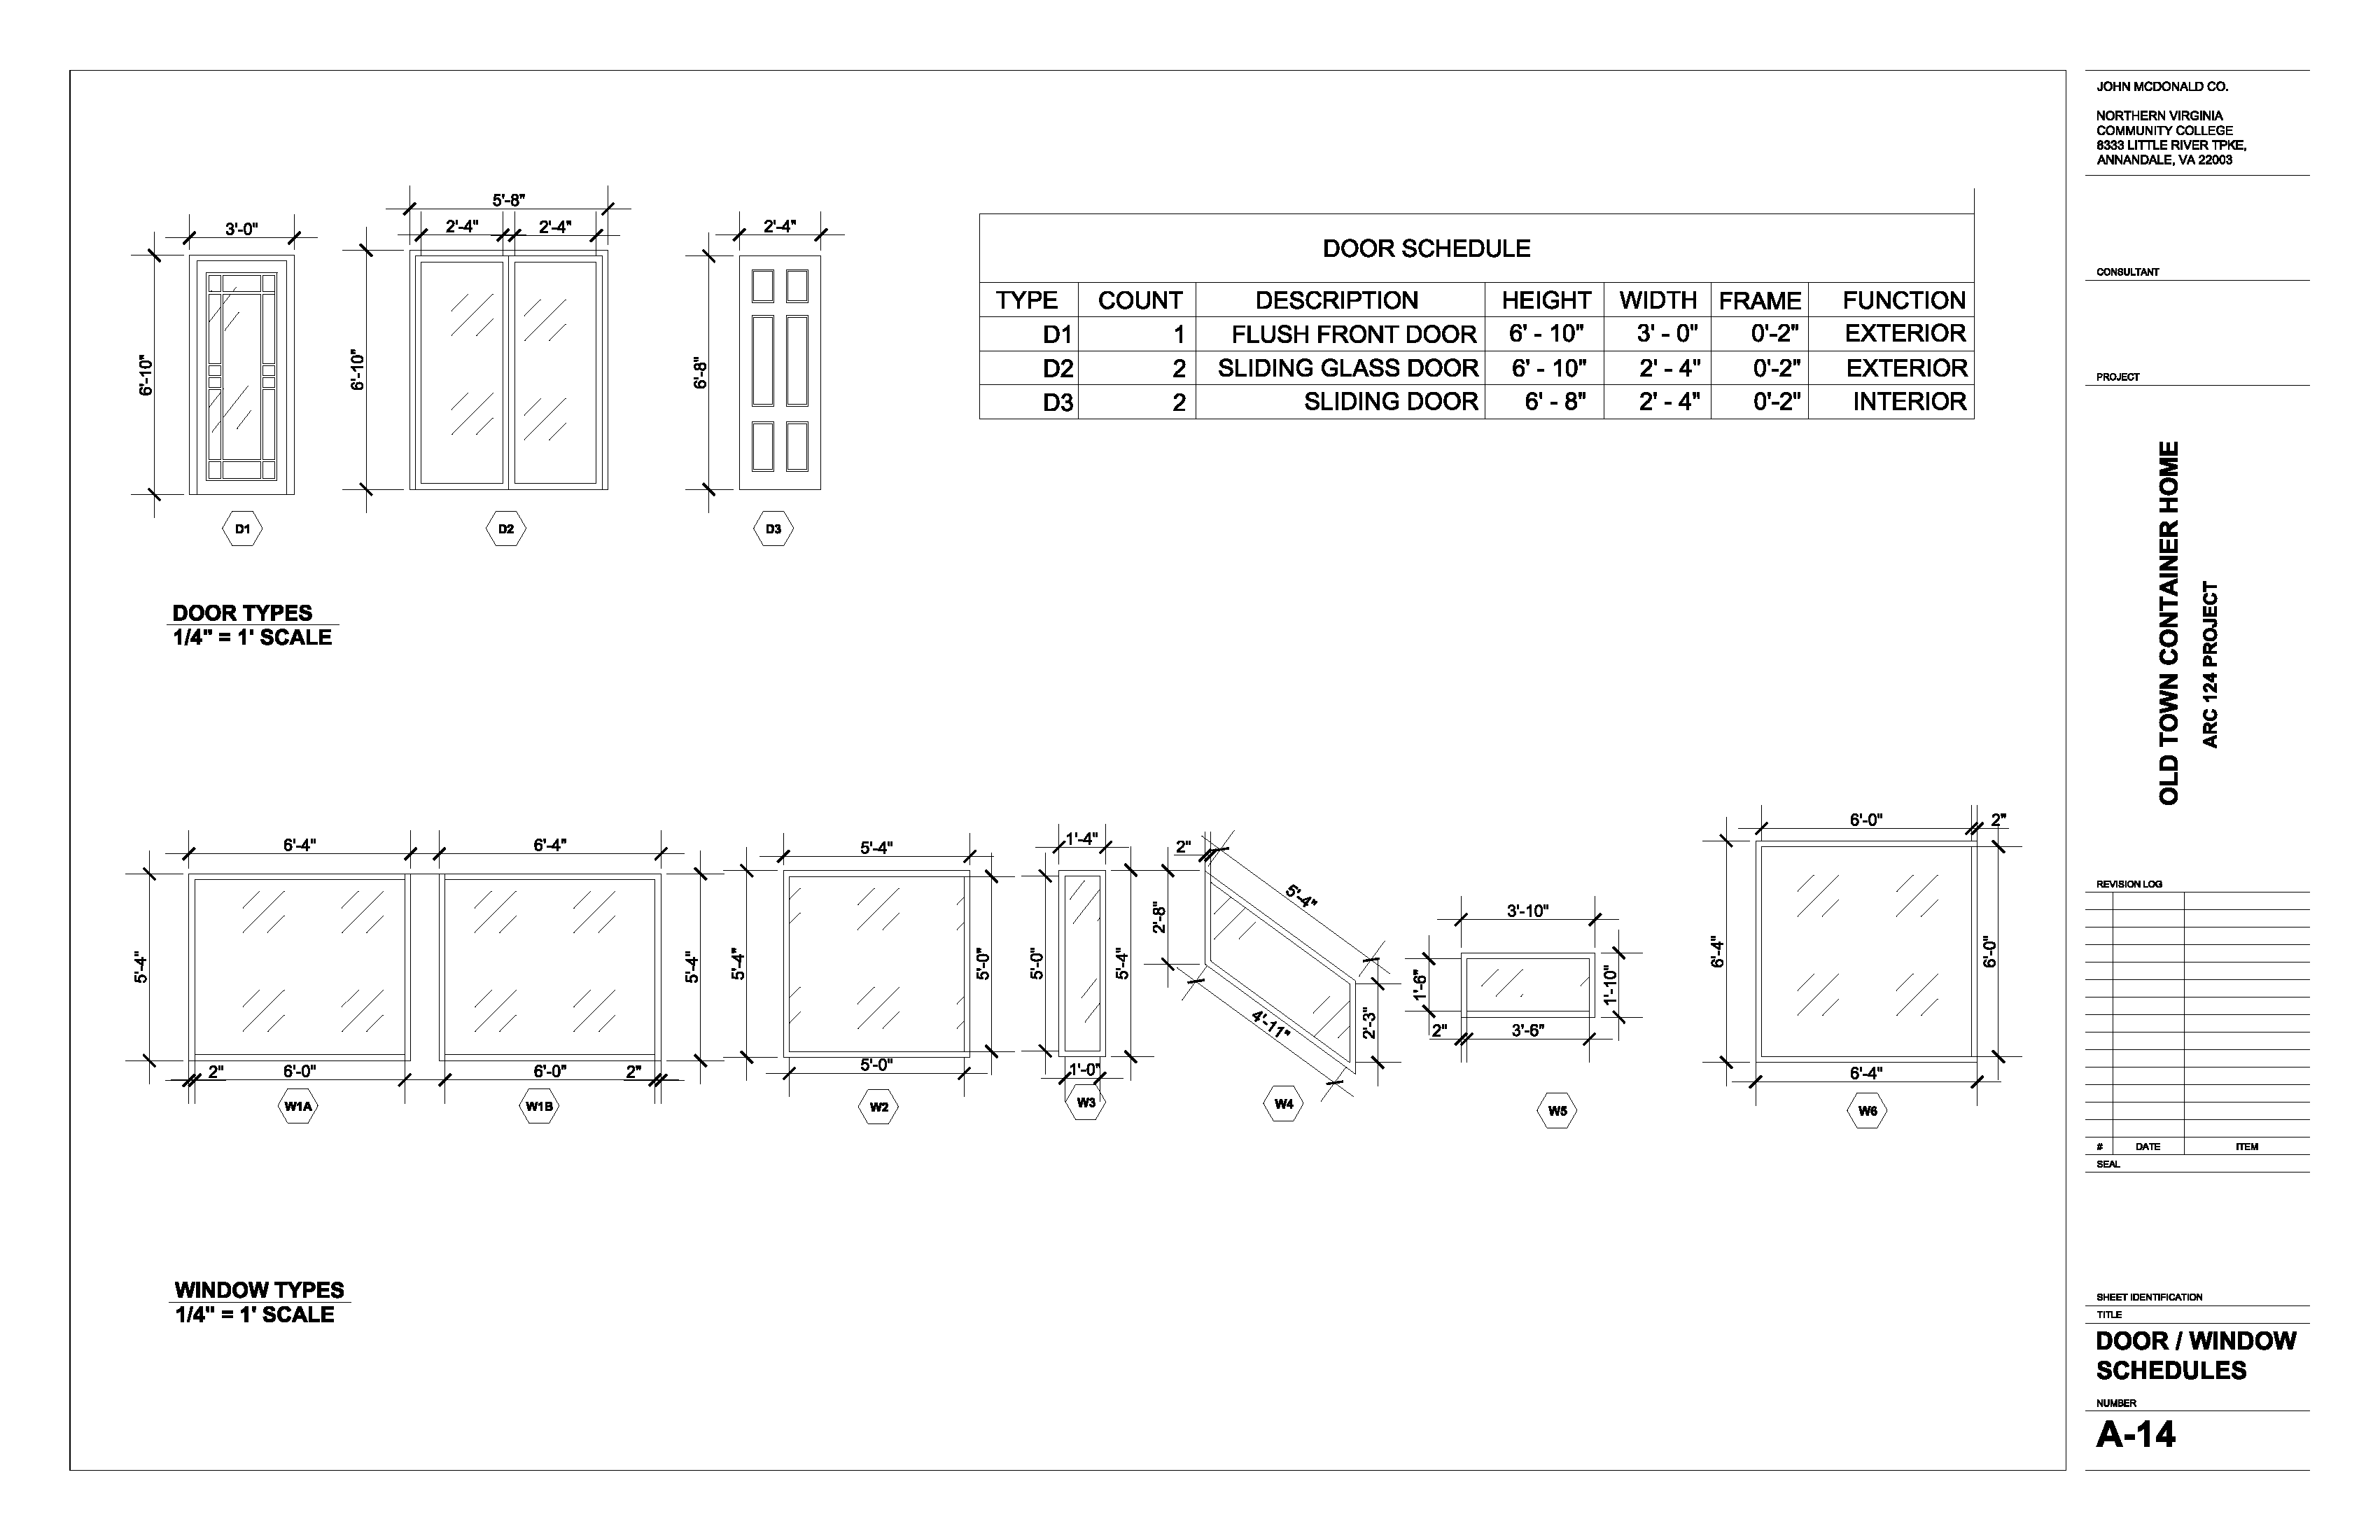 JOHN MCDONALD CO.
NORTHERN VIRGINIA
COMMUNITY COLLEGE
8333 LITTLE RIVER TPKE,
ANNANDALE, VA 22003
CONSULTANT
PROJECT
OLD TOWN CONTAINER HOME
ARC 124 PROJECT
REVISION LOG
# DATE ITEM
SEAL
SHEET IDENTIFICATION
TITLE
DOOR / WINDOW
SCHEDULES
NUMBER
A-14
3'-0"
6'-10"
D1
5'-8"
2'-4" 2'-4"
6'-10"
D2
2'-4"
6'-8"
D3
DOOR TYPES
1/4" = 1' SCALE
DOOR SCHEDULE
TYPE COUNT DESCRIPTION HEIGHT WIDTH FRAME FUNCTION
D1 1 FLUSH FRONT DOOR 6' - 10" 3' - 0" 0'-2" EXTERIOR
D2 2 SLIDING GLASS DOOR 6' - 10" 2' - 4" 0'-2" EXTERIOR
D3 2 SLIDING DOOR 6' - 8" 2' - 4" 0'-2" INTERIOR
6'-4" 6'-4"
5'-4" 5'-4"
2" 6'-0" 6'-0" 2"
W1A W1B
5'-4"
5'-4" 5'-0"
5'-0"
W2
1'-4"
5'-0" 5'-4"
1'-0"
W3
2"
5'-4"
2'-8"
4'-11"
2'-3"
W4
3'-10"
1'-6" 1'-10"
2" 3'-6"
W5
6'-0" 2"
6'-4" 6'-0"
6'-4"
W6
WINDOW TYPES
1/4" = 1' SCALE